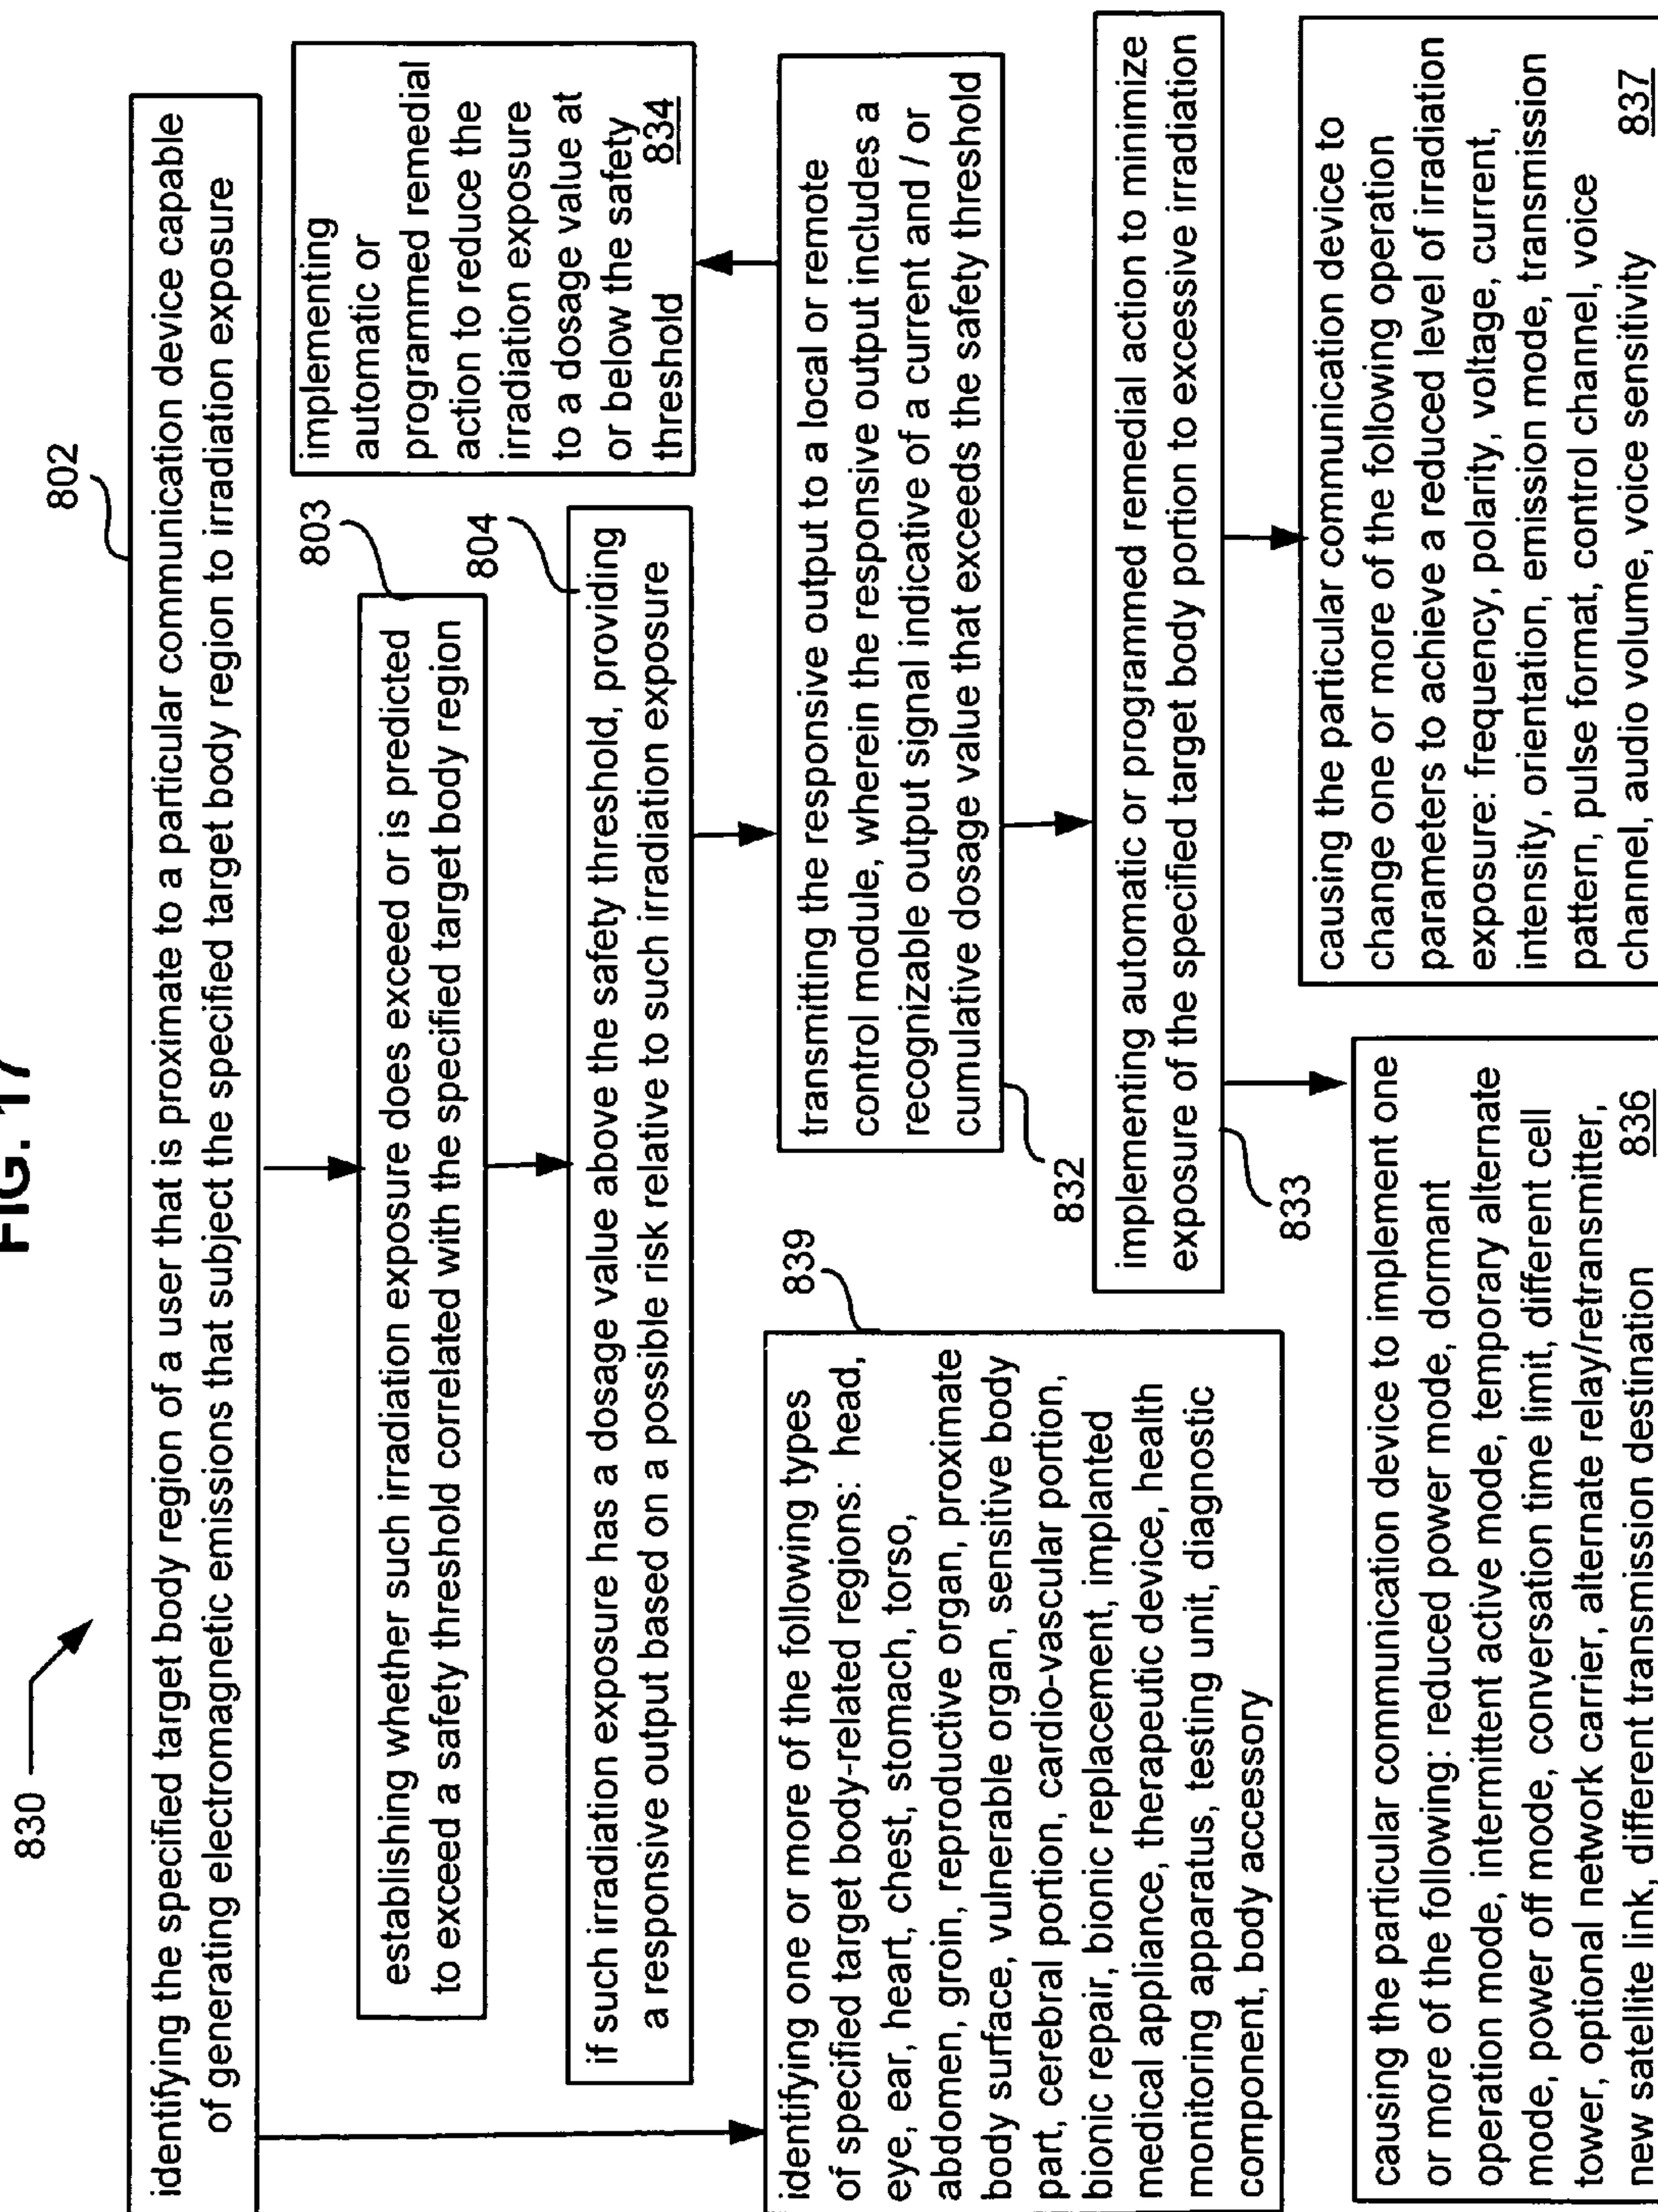 FIG. 17
830
802
identifying the specified target body region of a user that is proximate to a particular communication device capable
of generating electromagnetic emissions that subject the specified target body region to irradiation exposure
803
establishing whether such irradiation exposure does exceed or is predicted
to exceed a safety threshold correlated with the specified target body region
804
if such irradiation exposure has a dosage value above the safety threshold, providing
a responsive output based on a possible risk relative to such irradiation exposure
implementing
automatic or
programmed remedial
action to reduce the
irradiation exposure
to a dosage value at
or below the safety
threshold 834
839
identifying one or more of the following types
of specified target body-related regions: head,
eye, ear, heart, chest, stomach, torso,
abdomen, groin, reproductive organ, proximate
body surface, vulnerable organ, sensitive body
part, cerebral portion, cardio-vascular portion,
bionic repair, bionic replacement, implanted
medical appliance, therapeutic device, health
monitoring apparatus, testing unit, diagnostic
component, body accessory
transmitting the responsive output to a local or remote
control module, wherein the responsive output includes a
recognizable output signal indicative of a current and / or
cumulative dosage value that exceeds the safety threshold
832
implementing automatic or programmed remedial action to minimize
exposure of the specified target body portion to excessive irradiation
833
causing the particular communication device to implement one
or more of the following: reduced power mode, dormant
operation mode, intermittent active mode, temporary alternate
mode, power off mode, conversation time limit, different cell
tower, optional network carrier, alternate relay/retransmitter,
new satellite link, different transmission destination 836
causing the particular communication device to
change one or more of the following operation
parameters to achieve a reduced level of irradiation
exposure: frequency, polarity, voltage, current,
intensity, orientation, emission mode, transmission
pattern, pulse format, control channel, voice
channel, audio volume, voice sensitivity 837